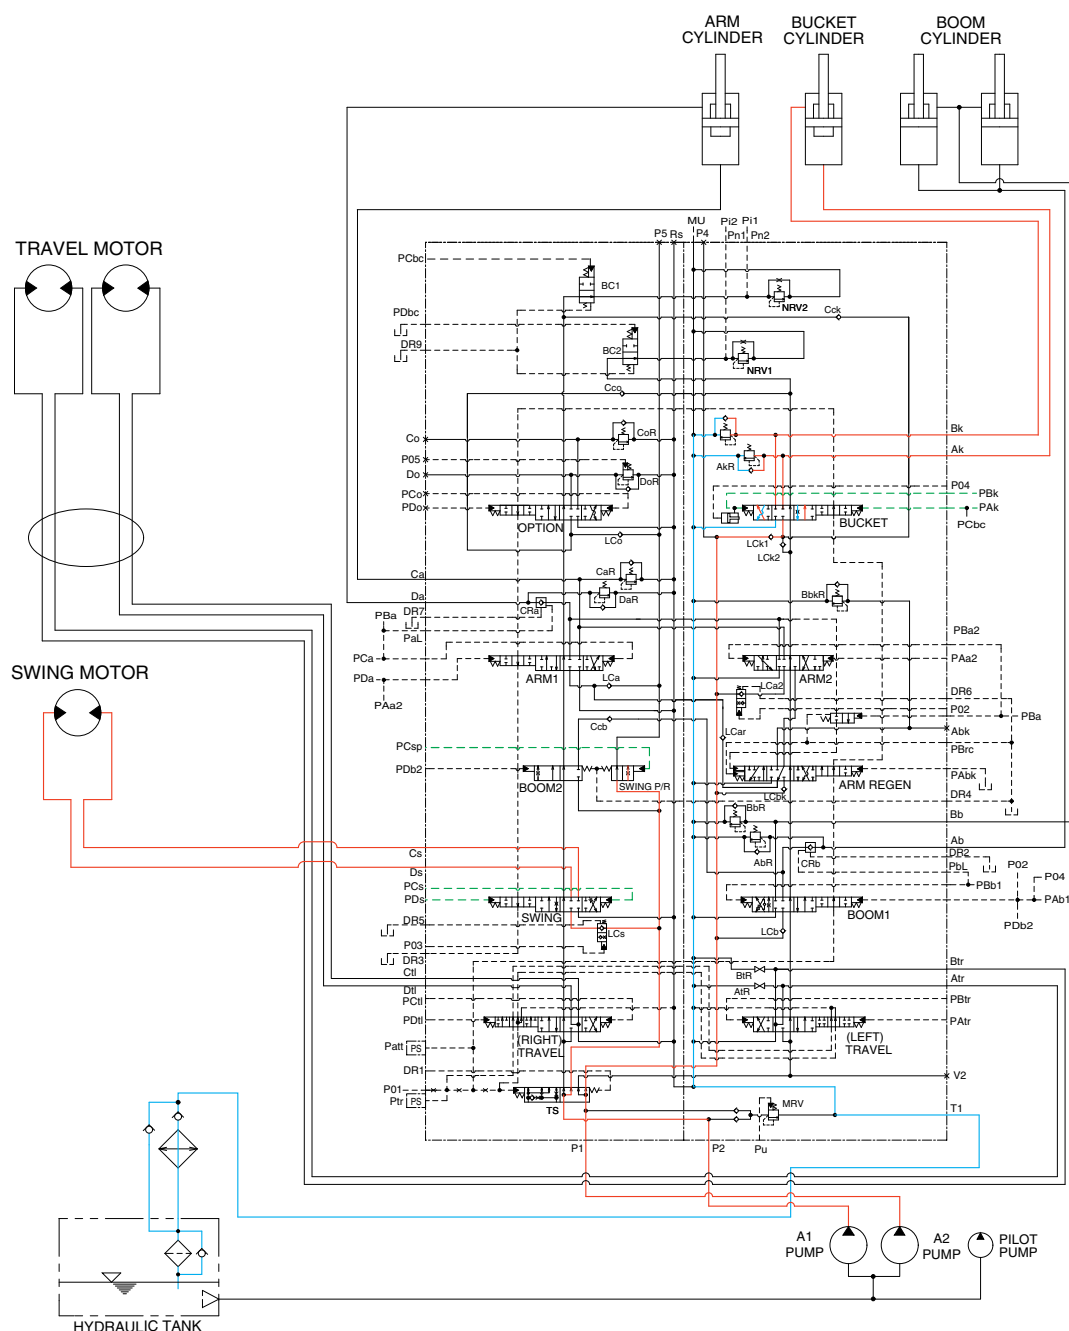 ARM
CYLINDER
BUCKET
CYLINDER
BOOM
CYLINDER
TRAVEL MOTOR
SWING MOTOR
MU
Pi2
Pi1
P5
Rs
P4
Pn1
Pn2
PCbc
BC1
NRV2
Cck
PDbc
DR9
BC2
NRV1
Cco
Co
CoR
Bk
P05
Ak
Do
DoR
AkR
PCo
P04
PDo
PBk
PAk
OPTION
BUCKET
PCbc
LCo
LCk1
LCk2
Ca
CaR
Da
DaR
BbkR
PBa
DR7
CRa
PaL
PBa2
PCa
PAa2
PDa
ARM1
ARM2
LCa
LCa2
DR6
PAa2
P02
PBa
Ccb
LCar
Abk
PCsp
PBrc
PDb2
PAbk
BOOM2
SWING P/R
ARM REGEN
LCbk
DR4
BbR
Bb
Cs
AbR
Ab
CRb
DR2
Ds
PbL
P02
PCs
PBb1
P04
PDs
PAb1
SWING
BOOM1
PDb2
DR5
LCs
LCb
P03
DR3
Btr
Ctl
BtR
Atr
Dtl
AtR
PCtl
PBtr
PDtl
PAtr
(RIGHT)
TRAVEL
(LEFT)
TRAVEL
Patt
PS
DR1
V2
P01
Ptr
PS
TS
MRV
T1
P1
P2
Pu
A1
PUMP
A2
PUMP
PILOT
PUMP
HYDRAULIC TANK